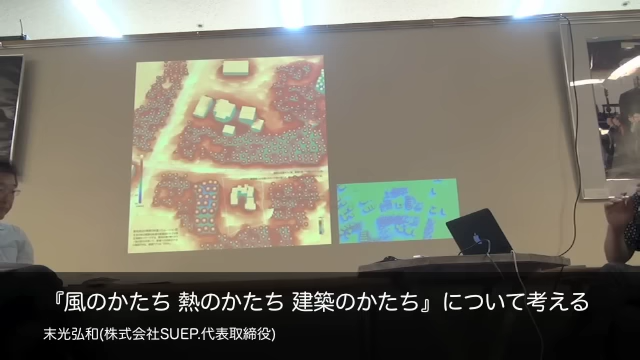 『風のかたち 熱のかたち 建築のかたち』について考える
末光弘和(株式会社SUEP.代表取締役)